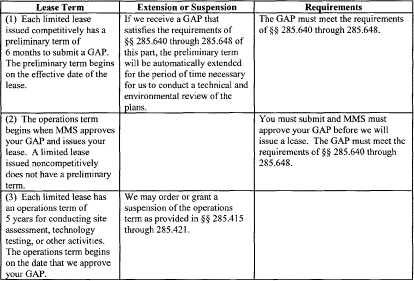 Lease Term
Extension or Suspension
Requirements
(1) Each limited lease
issued competitively has a
preliminary term of
6 months to submit a GAP.
The preliminary term begins
on the effective date of the
lease.
If we receive a GAP that
satisfies the requirements of
§§ 285.640 through 285.648 of
this part, the preliminary term
will be automatically extended
for the period of time necessary
for us to conduct a technical and
environmental review of the
plans.
The GAP must meet the requirements
of §§ 285.640 through 285.648.
(2) The operations term
begins when MMS approves
your GAP and issues your
lease. A limited lease
issued noncompetitively
does not have a preliminary
term.
You must submit and MMS must
approve your GAP before we will
issue a lease. The GAP must meet the
requirements of §§ 285.640 through
285.648.
(3) Each limited lease has
an operations term of
5 years for conducting site
assessment, technology
testing, or other activities.
The operations term begins
on the date that we approve
your GAP.
We may order or grant a
suspension of the operations
term as provided in §§ 285.415
through 285.421.